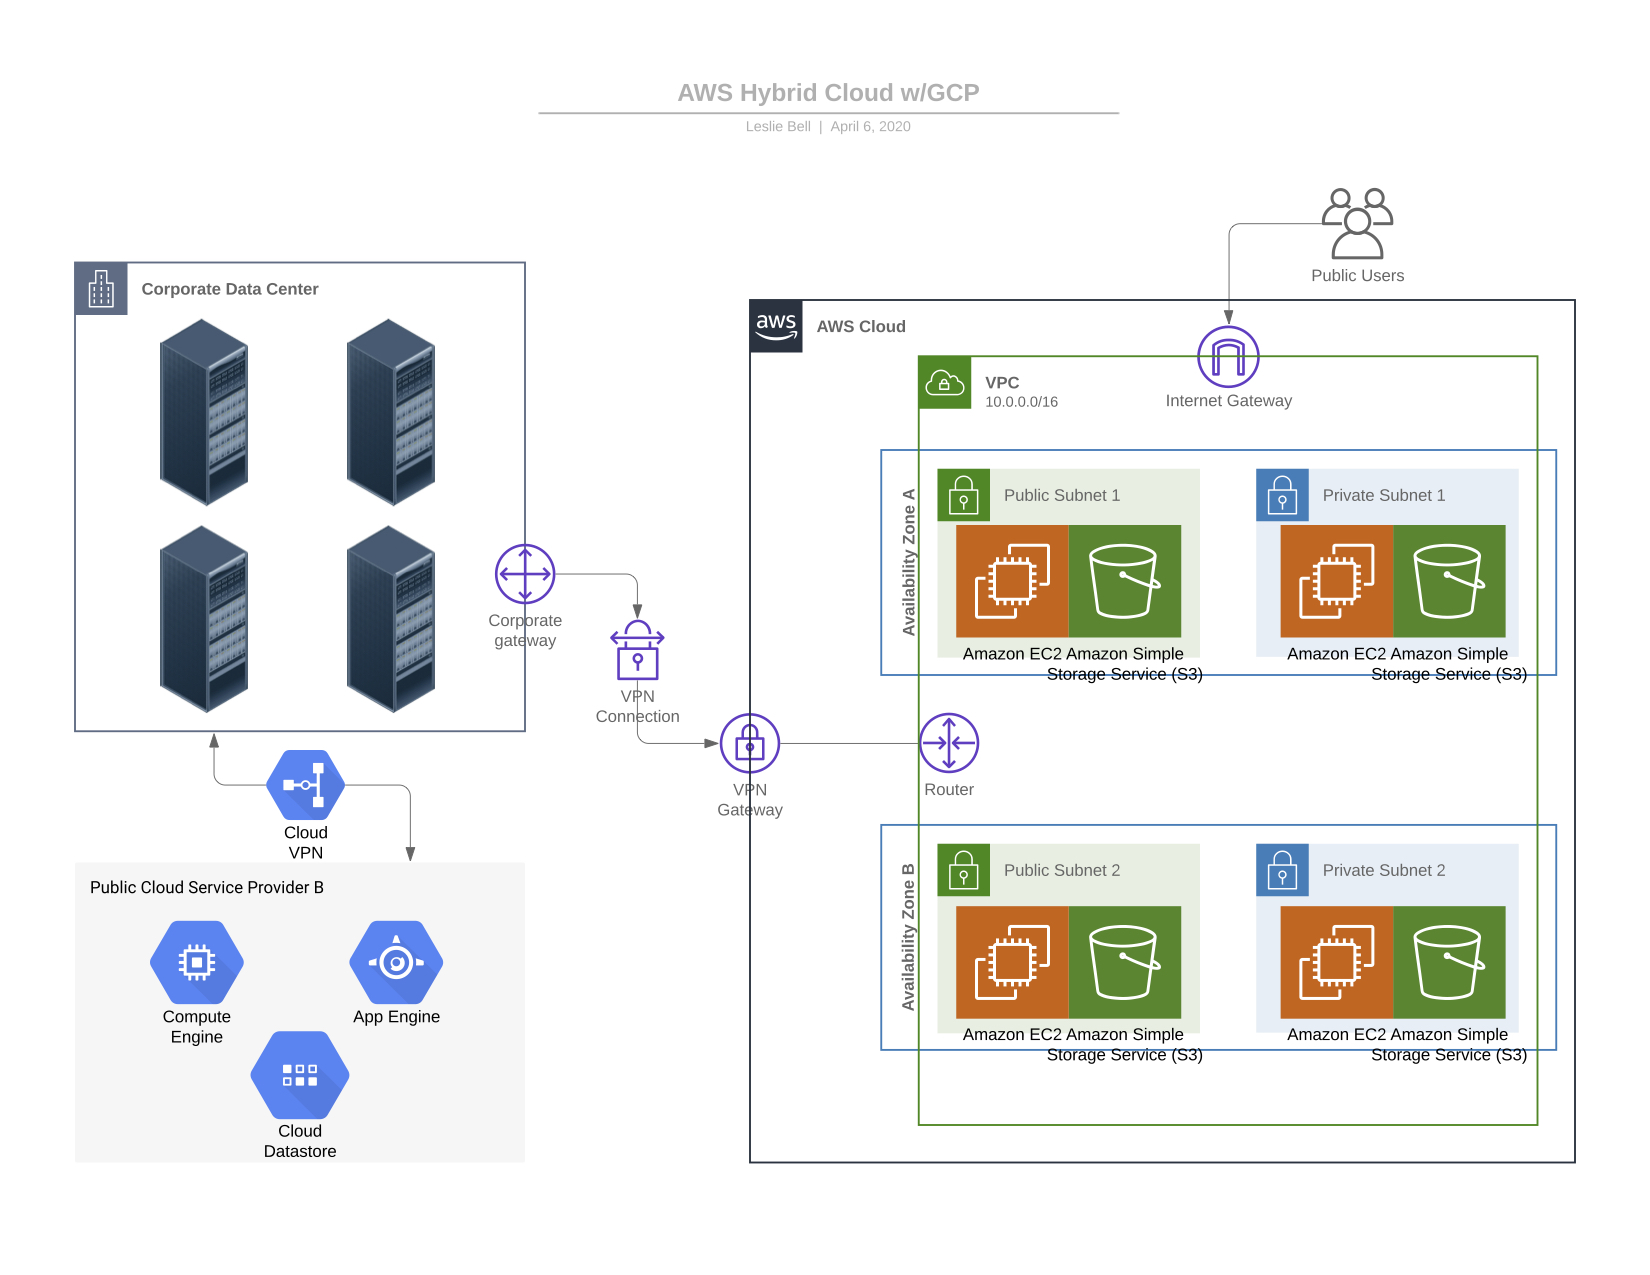 AWS Hybrid Cloud w/GCP
Leslie Bell | April 6, 2020
Public Users
Corporate Data Center
aws
AWS Cloud
VPC
10.0.0.0/16
Internet Gateway
Availability Zone A
Public Subnet 1
Private Subnet 1
Amazon EC2
Amazon Simple
Storage Service (S3)
Amazon EC2
Amazon Simple
Storage Service (S3)
Corporate
gateway
VPN
Connection
VPN
Gateway
Router
Cloud
VPN
Public Cloud Service Provider B
Compute
Engine
App Engine
Cloud
Datastore
Availability Zone B
Public Subnet 2
Private Subnet 2
Amazon EC2
Amazon Simple
Storage Service (S3)
Amazon EC2
Amazon Simple
Storage Service (S3)